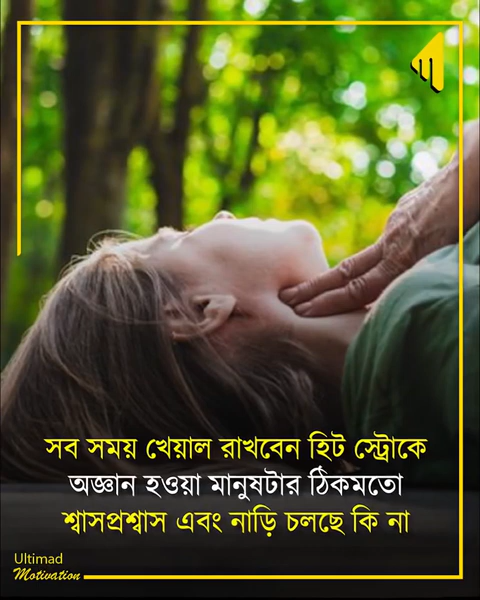 সব সময় খেয়াল রাখবেন হিট স্ট্রোকে
অজ্ঞান হওয়া মানুষটার ঠিকমতো
শ্বাসপ্রশ্বাস এবং নাড়ি চলছে কি না
Ultimad
Motivation